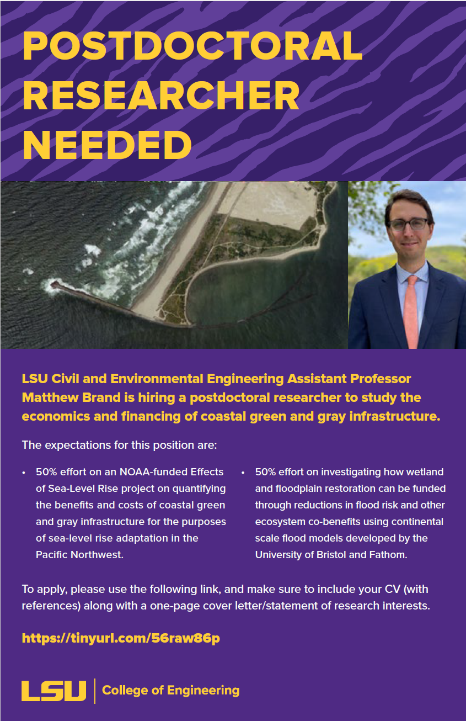 POSTDOCTORAL
RESEARCHER
NEEDED
LSU Civil and Environmental Engineering Assistant Professor
Matthew Brand is hiring a postdoctoral researcher to study the
economics and financing of coastal green and gray infrastructure.
The expectations for this position are:
• 50% effort on an NOAA-funded Effects
of Sea-Level Rise project on quantifying
the benefits and costs of coastal green
and gray infrastructure for the purposes
of sea-level rise adaptation in the
Pacific Northwest.
• 50% effort on investigating how wetland
and floodplain restoration can be funded
through reductions in flood risk and other
ecosystem co-benefits using continental
scale flood models developed by the
University of Bristol and Fathom.
To apply, please use the following link, and make sure to include your CV (with
references) along with a one-page cover letter/statement of research interests.
https://tinyurl.com/56raw86p
LSU College of Engineering